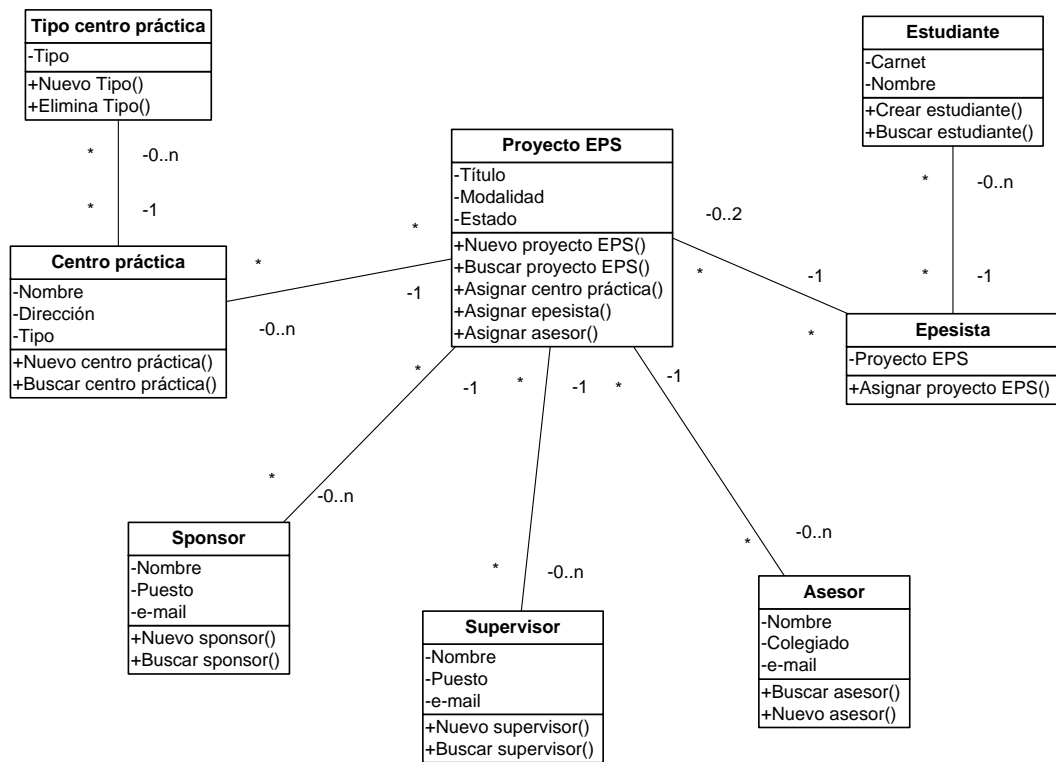 Tipo centro práctica
-Tipo
+Nuevo Tipo()
+Elimina Tipo()
Estudiante
-Carnet
-Nombre
+Crear estudiante()
+Buscar estudiante()
*
-0..n
*
-1
*
-0..n
*
-1
Proyecto EPS
-Título
-Modalidad
-Estado
+Nuevo proyecto EPS()
+Buscar proyecto EPS()
+Asignar centro práctica()
+Asignar epesista()
+Asignar asesor()
Centro práctica
-Nombre
-Dirección
-Tipo
+Nuevo centro práctica()
+Buscar centro práctica()
*
*
-1
-0..n
-0..2
*
-1
*
Epesista
-Proyecto EPS
+Asignar proyecto EPS()
*
-1
*
-1
*
-1
*
-0..n
*
-0..n
*
-0..n
Sponsor
-Nombre
-Puesto
-e-mail
+Nuevo sponsor()
+Buscar sponsor()
Supervisor
-Nombre
-Puesto
-e-mail
+Nuevo supervisor()
+Buscar supervisor()
Asesor
-Nombre
-Colegiado
-e-mail
+Buscar asesor()
+Nuevo asesor()